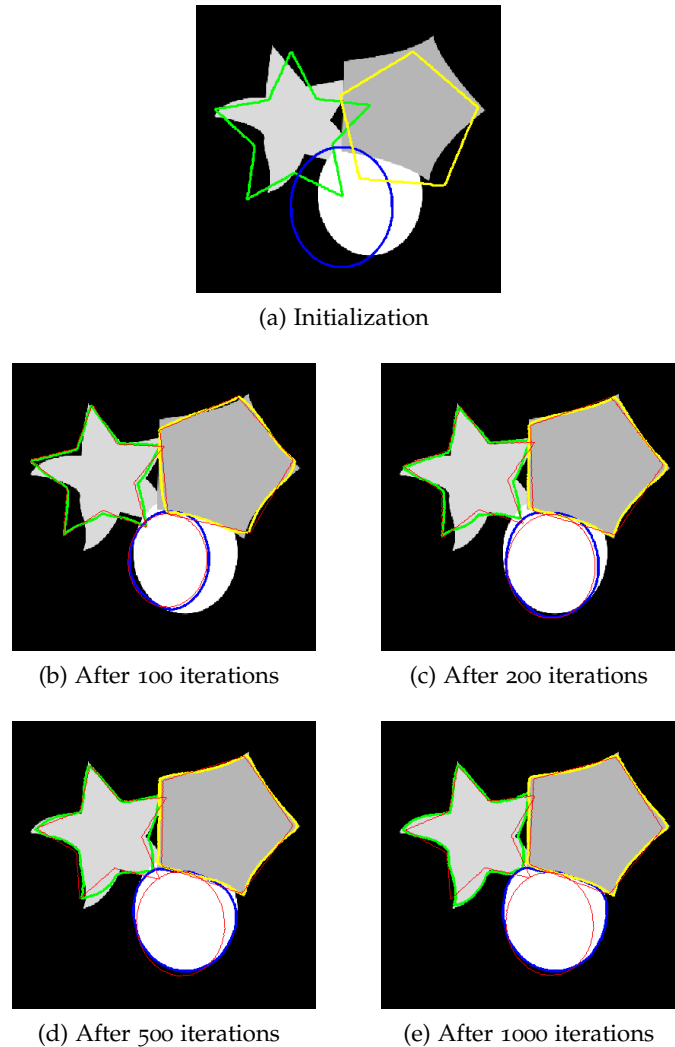 (a) Initialization
(b) After 100 iterations
(c) After 200 iterations
(d) After 500 iterations
(e) After 1000 iterations